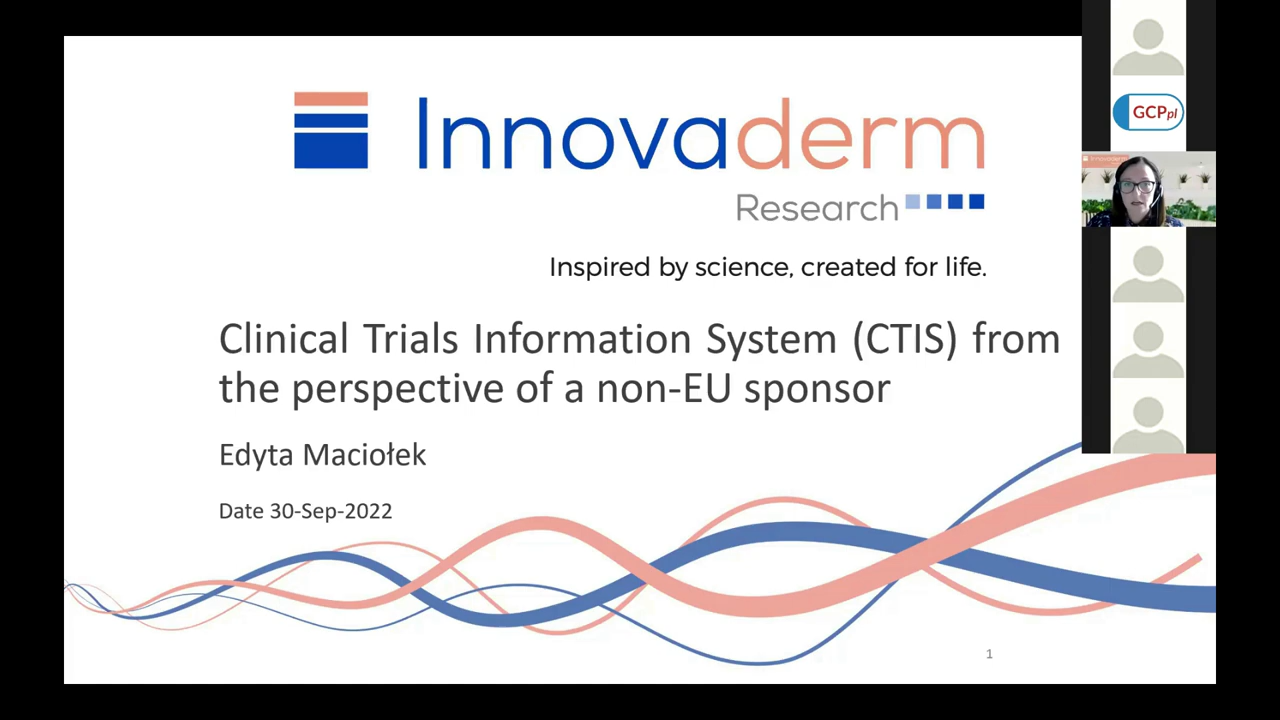 Innovaderm
Research
Inspired by science, created for life.
Clinical Trials Information System (CTIS) from
the perspective of a non-EU sponsor
Edyta Maciołek
Date 30-Sep-2022
1
GCPpl
Innovaderm